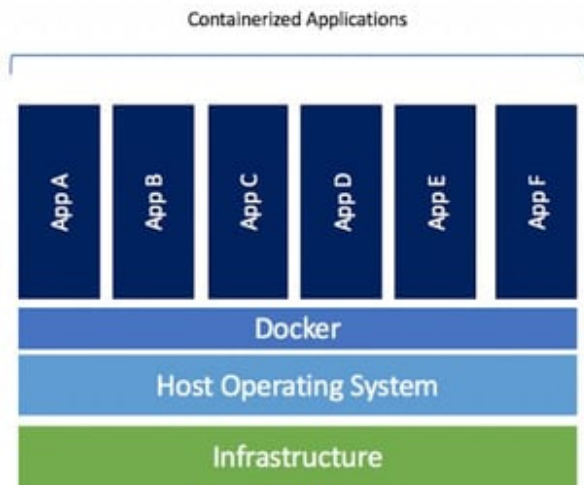 Containerized Applications
App A
App B
App C
App D
App E
App F
Docker
Host Operating System
Infrastructure